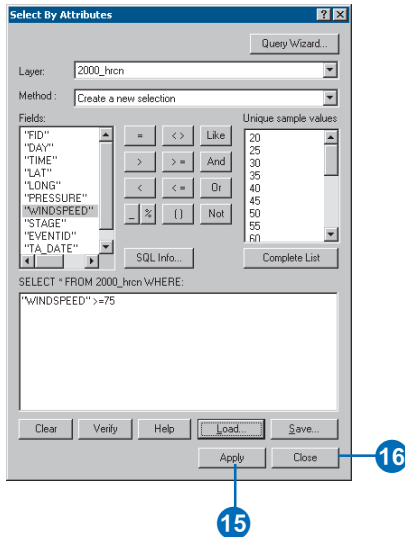 Select By Attributes
Query Wizard...
Layer: 2000_hrcn
Method : Create a new selection
Fields: Unique sample values
"FID"
"DAY"
"TIME"
"LAT"
"LONG"
"PRESSURE"
"WINDSPEED"
"STAGE"
"EVENTID"
"TA_DATE"
= <> Like
> >= And
< <= Or
_ % () Not
20
25
30
35
40
45
50
55
60
SQL Info... Complete List
SELECT * FROM 2000_hrcn WHERE:
"WINDSPEED" >=75
Clear Verify Help Load... Save...
Apply Close
16
15